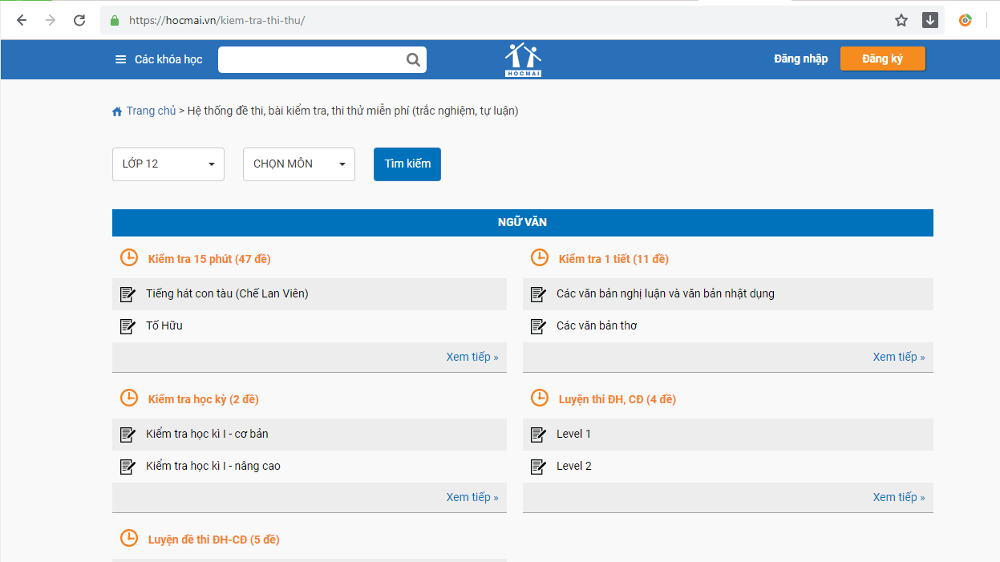 https://hocmai.vn/kiem-tra-thi-thu/
Các khóa học
HOCMAI
Đăng nhập
Đăng ký
Trang chủ > Hệ thống đề thi, bài kiểm tra, thi thử miễn phí (trắc nghiệm, tự luận)
LỚP 12
CHỌN MÔN
Tìm kiếm
NGỮ VĂN
Kiểm tra 15 phút (47 đề)
Tiếng hát con tàu (Chế Lan Viên)
Tố Hữu
Xem tiếp »
Kiểm tra 1 tiết (11 đề)
Các văn bản nghị luận và văn bản nhật dụng
Các văn bản thơ
Xem tiếp »
Kiểm tra học kỳ (2 đề)
Kiểm tra học kì I - cơ bản
Kiểm tra học kì I - nâng cao
Xem tiếp »
Luyện thi ĐH, CĐ (4 đề)
Level 1
Level 2
Xem tiếp »
Luyện đề thi ĐH-CĐ (5 đề)